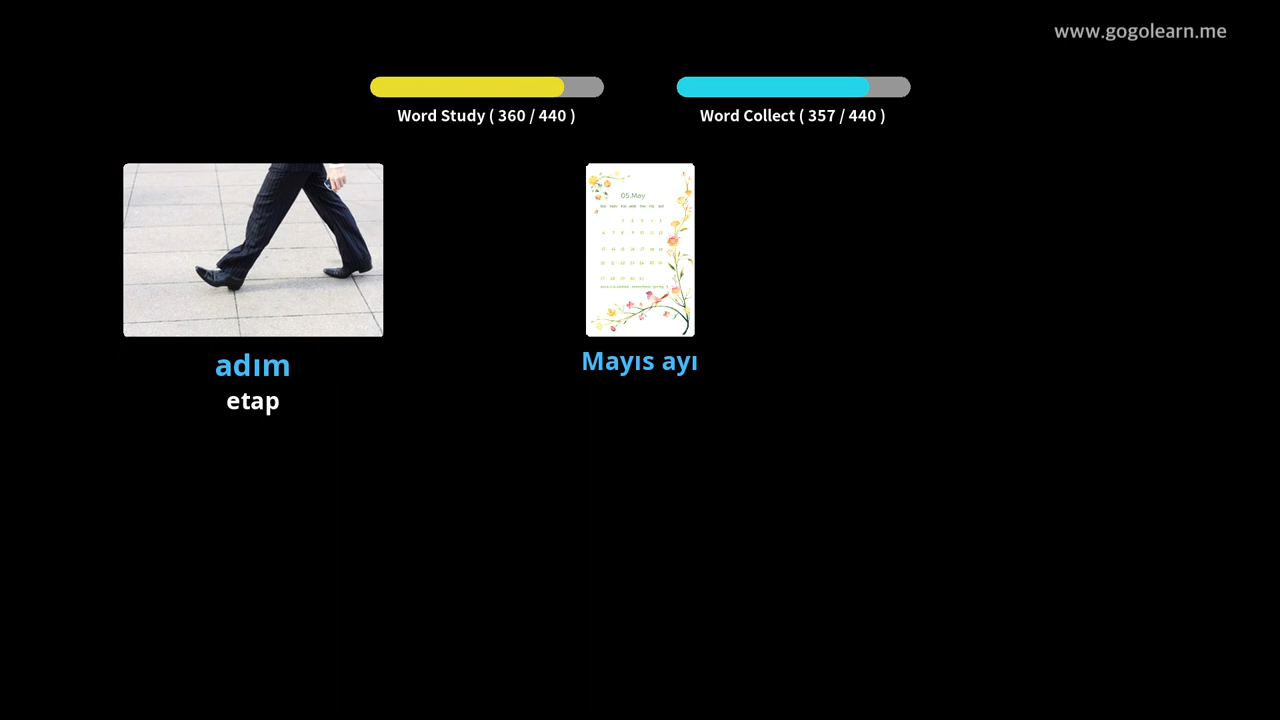 www.gogolearn.me
Word Study ( 360 / 440 )
Word Collect ( 357 / 440 )
05.May
adım
etap
Mayıs ayı